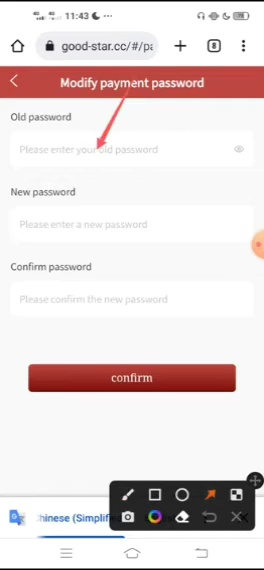 11:43
good-star.cc/#/pa
8
Modify payment password
Old password
Please enter your old password
New password
Please enter a new password
Confirm password
Please confirm the new password
confirm
Chinese (Simplif